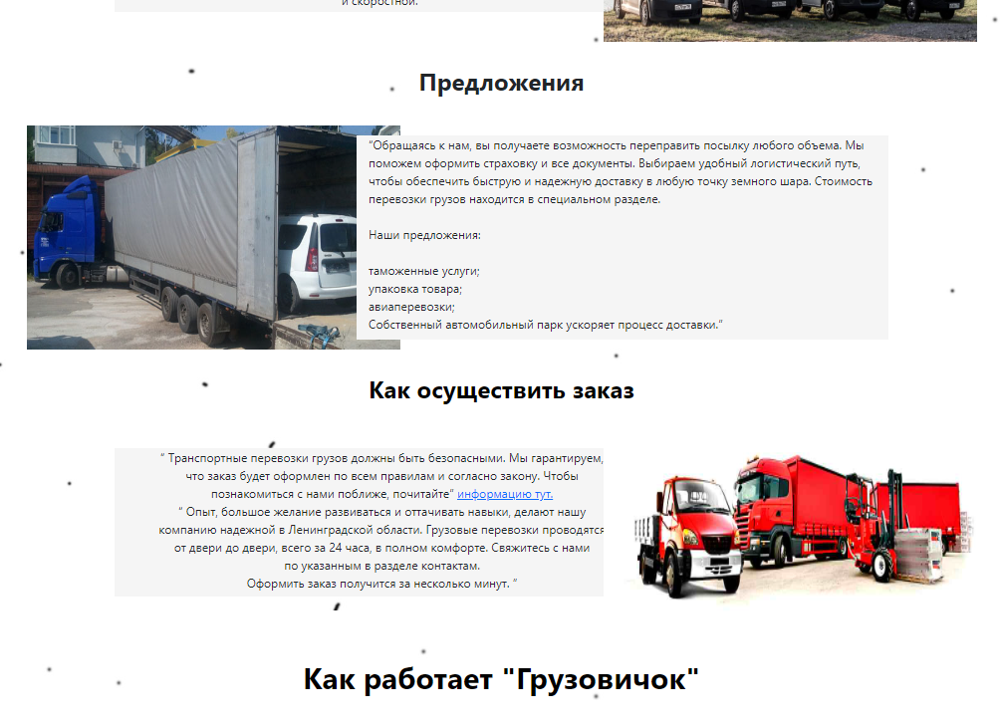 и скоростной.
Предложения
"Обращаясь к нам, вы получаете возможность переправить посылку любого объема. Мы
поможем оформить страховку и все документы. Выбираем удобный логистический путь,
чтобы обеспечить быструю и надежную доставку в любую точку земного шара. Стоимость
перевозки грузов находится в специальном разделе.
Наши предложения:
таможенные услуги;
упаковка товара;
авиаперевозки;
Собственный автомобильный парк ускоряет процесс доставки."
Как осуществить заказ
" Транспортные перевозки грузов должны быть безопасными. Мы гарантируем,
что заказ будет оформлен по всем правилам и согласно закону. Чтобы
познакомиться с нами поближе, почитайте" информацию тут.
" Опыт, большое желание развиваться и оттачивать навыки, делают нашу
компанию надежной в Ленинградской области. Грузовые перевозки проводятся
от двери до двери, всего за 24 часа, в полном комфорте. Свяжитесь с нами
по указанным в разделе контактам.
Оформить заказ получится за несколько минут. "
Как работает "Грузовичок"